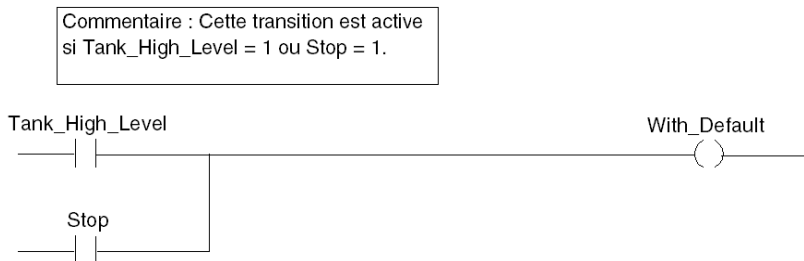 Commentaire : Cette transition est active
si Tank_High_Level = 1 ou Stop = 1.
Tank_High_Level
With_Default
Stop